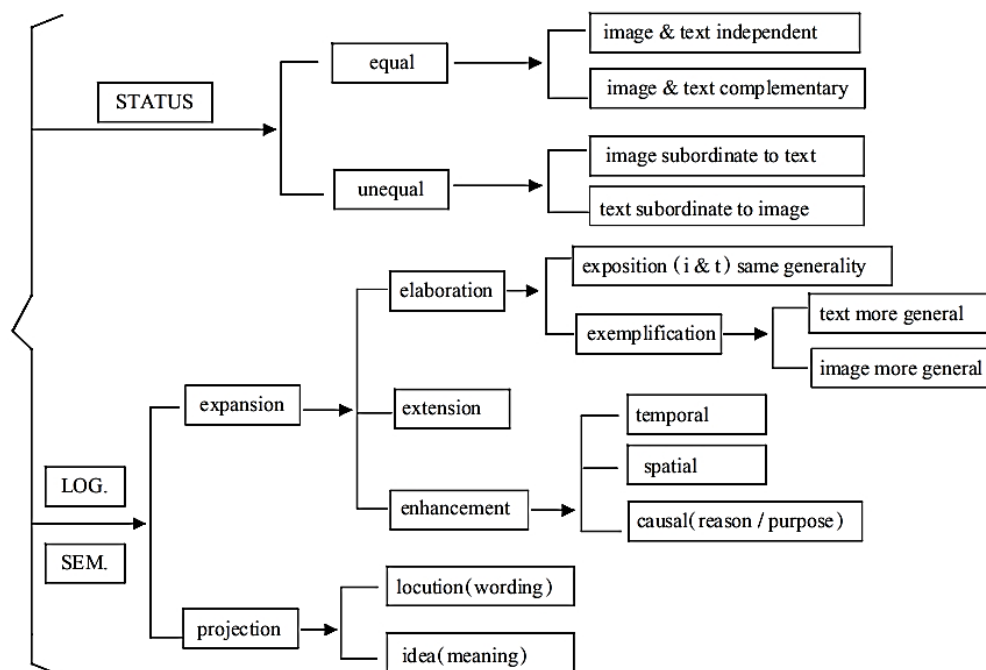 image & text independent
equal
image & text complementary
STATUS
image subordinate to text
unequal
text subordinate to image
exposition (i & t) same generality
elaboration
text more general
exemplification
image more general
expansion
extension
temporal
spatial
LOG.
enhancement
causal(reason / purpose)
SEM.
locution(wording)
projection
idea(meaning)